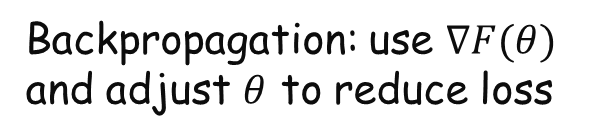 Backpropagation: use ∇F(θ)
and adjust θ to reduce loss